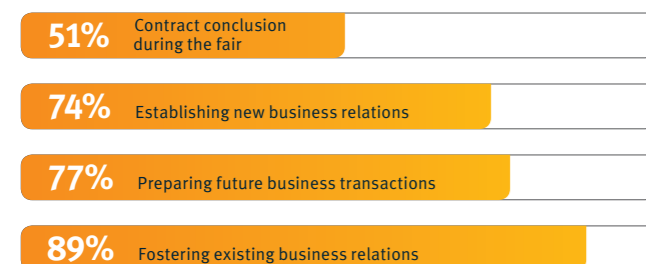 51% Contract conclusion
during the fair
74% Establishing new business relations
77% Preparing future business transactions
89% Fostering existing business relations